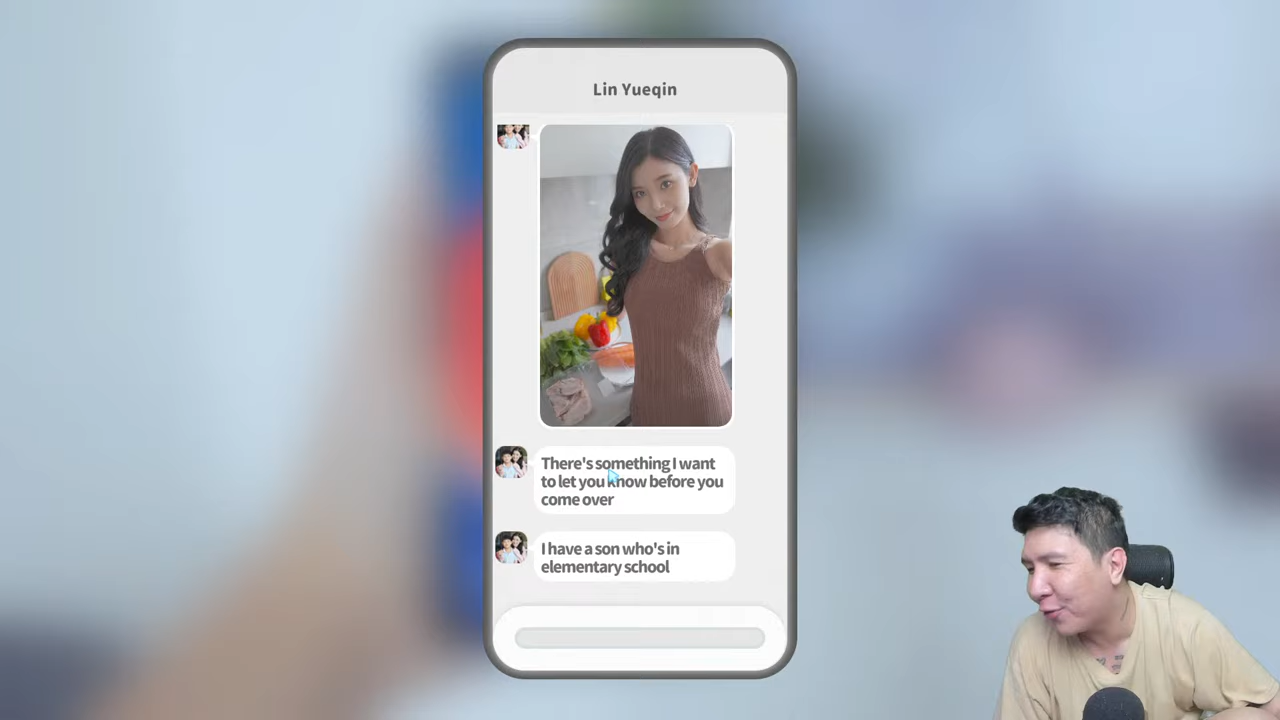 Lin Yueqin
There's something I want
to let you know before you
come over
I have a son who's in
elementary school